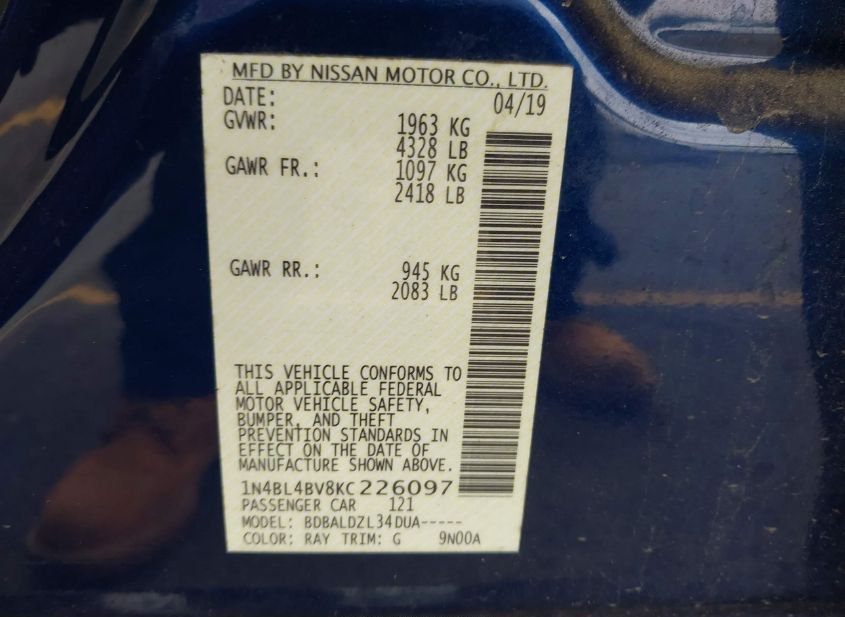 MFD BY NISSAN MOTOR CO., LTD.
DATE: 04/19
GVWR: 1963 KG
4328 LB
GAWR FR.: 1097 KG
2418 LB
GAWR RR.: 945 KG
2083 LB
THIS VEHICLE CONFORMS TO
ALL APPLICABLE FEDERAL
MOTOR VEHICLE SAFETY,
BUMPER, AND THEFT
PREVENTION STANDARDS IN
EFFECT ON THE DATE OF
MANUFACTURE SHOWN ABOVE.
1N4BL4BV8KC226097
PASSENGER CAR 121
MODEL: BDBALDZL34DUA-----
COLOR: RAY TRIM: G 9N00A